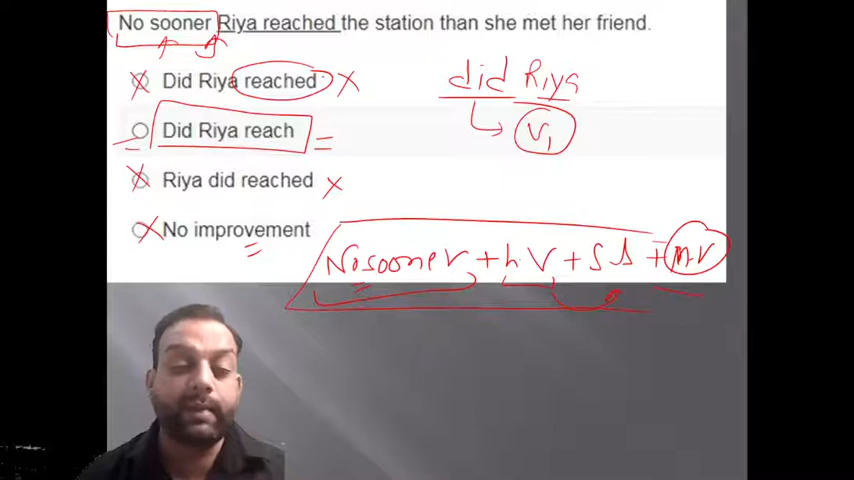 No sooner Riya reached the station than she met her friend.
Did Riya reached
did Riya
Did Riya reach
V1
Riya did reached
No improvement
No sooner + h V + SS + m.V